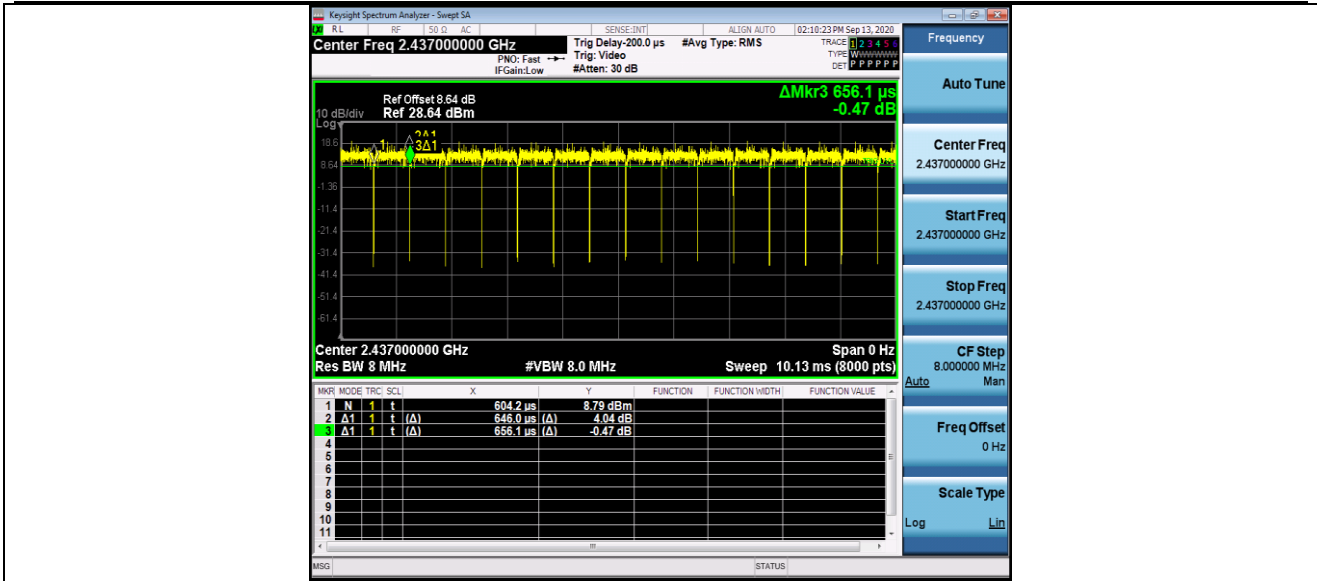 Keysight Spectrum Analyzer - Swept SA
RL RF 50 Ω AC SENSE:INT ALIGN AUTO 02:10:23 PM Sep 13, 2020
Center Freq 2.437000000 GHz
PNO: Fast
IFGain:Low
Trig Delay-200.0 µs
Trig: Video
#Atten: 30 dB
#Avg Type: RMS
TRACE 1 2 3 4 5 6
TYPE W
DET P P P P P P
ΔMkr3 656.1 µs
-0.47 dB
Ref Offset 8.64 dB
10 dB/div Ref 28.64 dBm
Log
18.6
8.64
-1.36
-11.4
-21.4
-31.4
-41.4
-51.4
-61.4
1
2Δ1
3Δ1
Center 2.437000000 GHz Span 0 Hz
Res BW 8 MHz #VBW 8.0 MHz Sweep 10.13 ms (8000 pts)
MKR MODE TRC SCL X Y FUNCTION FUNCTION WIDTH FUNCTION VALUE
1 N 1 t 604.2 µs 8.79 dBm
2 Δ1 1 t (Δ) 646.0 µs (Δ) 4.04 dB
3 Δ1 1 t (Δ) 656.1 µs (Δ) -0.47 dB
4
5
6
7
8
9
10
11
MSG STATUS
Frequency
Auto Tune
Center Freq
2.437000000 GHz
Start Freq
2.437000000 GHz
Stop Freq
2.437000000 GHz
CF Step
8.000000 MHz
Auto Man
Freq Offset
0 Hz
Scale Type
Log Lin